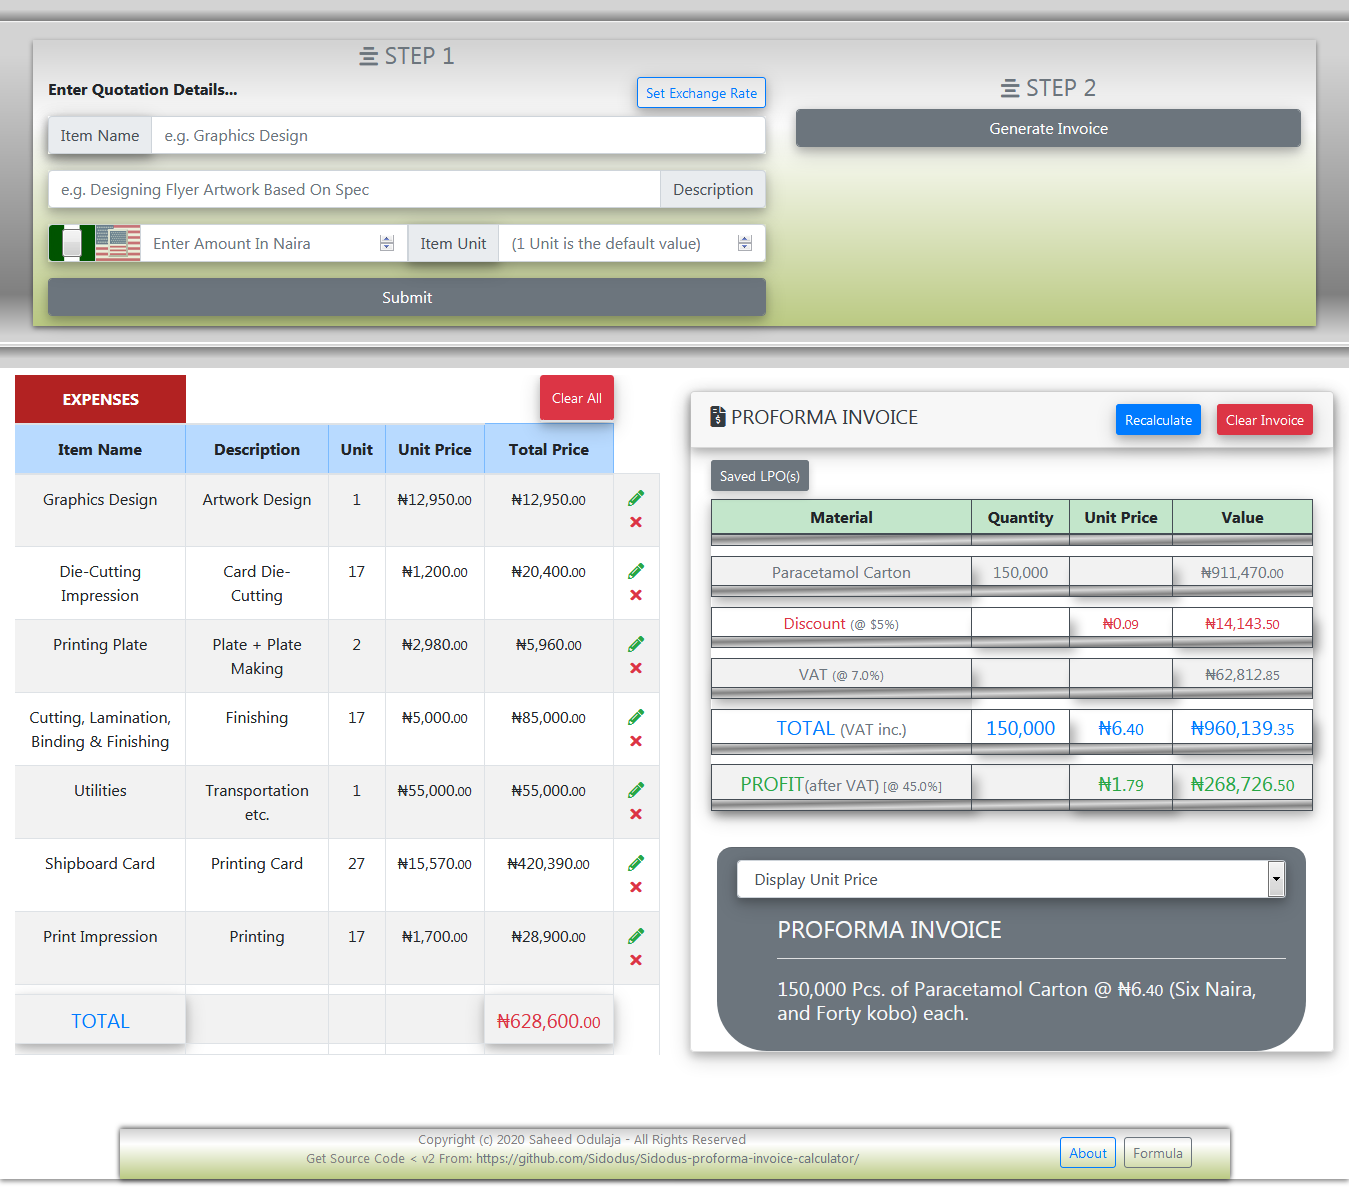 STEP 1
Enter Quotation Details...
Set Exchange Rate
Item Name
e.g. Graphics Design
e.g. Designing Flyer Artwork Based On Spec
Description
Enter Amount In Naira
Item Unit
(1 Unit is the default value)
Submit
STEP 2
Generate Invoice
EXPENSES
Clear All
Item Name Description Unit Unit Price Total Price
Graphics Design Artwork Design 1 ₦12,950.00 ₦12,950.00
Die-Cutting Card Die- 17 ₦1,200.00 ₦20,400.00
Impression Cutting
Printing Plate Plate + Plate 2 ₦2,980.00 ₦5,960.00
Making
Cutting, Lamination, Finishing 17 ₦5,000.00 ₦85,000.00
Binding & Finishing
Utilities Transportation 1 ₦55,000.00 ₦55,000.00
etc.
Shipboard Card Printing Card 27 ₦15,570.00 ₦420,390.00
Print Impression Printing 17 ₦1,700.00 ₦28,900.00
TOTAL ₦628,600.00
PROFORMA INVOICE
Recalculate
Clear Invoice
Saved LPO(s)
Material Quantity Unit Price Value
Paracetamol Carton 150,000 ₦911,470.00
Discount (@ $5%) ₦0.09 ₦14,143.50
VAT (@ 7.0%) ₦62,812.85
TOTAL (VAT inc.) 150,000 ₦6.40 ₦960,139.35
PROFIT(after VAT) [@ 45.0%] ₦1.79 ₦268,726.50
Display Unit Price
PROFORMA INVOICE
150,000 Pcs. of Paracetamol Carton @ ₦6.40 (Six Naira,
and Forty kobo) each.
Copyright (c) 2020 Saheed Odulaja - All Rights Reserved
Get Source Code < v2 From: https://github.com/Sidodus/Sidodus-proforma-invoice-calculator/
About
Formula